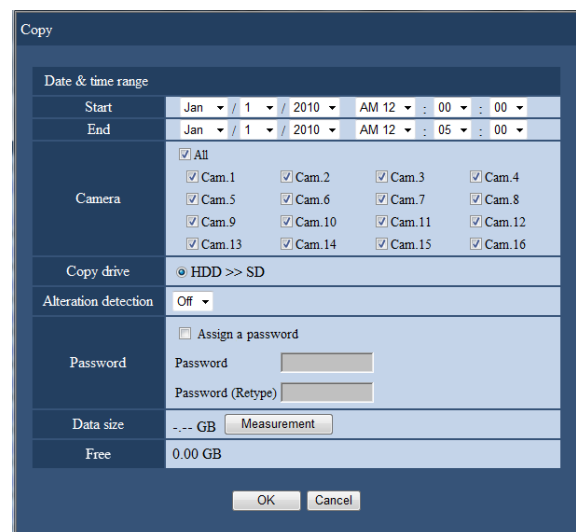 Copy
Date & time range
Start Jan / 1 / 2010 AM 12 : 00 : 00
End Jan / 1 / 2010 AM 12 : 05 : 00
Camera
All
Cam.1 Cam.2 Cam.3 Cam.4
Cam.5 Cam.6 Cam.7 Cam.8
Cam.9 Cam.10 Cam.11 Cam.12
Cam.13 Cam.14 Cam.15 Cam.16
Copy drive HDD >> SD
Alteration detection Off
Password
Assign a password
Password
Password (Retype)
Data size -.-- GB Measurement
Free 0.00 GB
OK Cancel